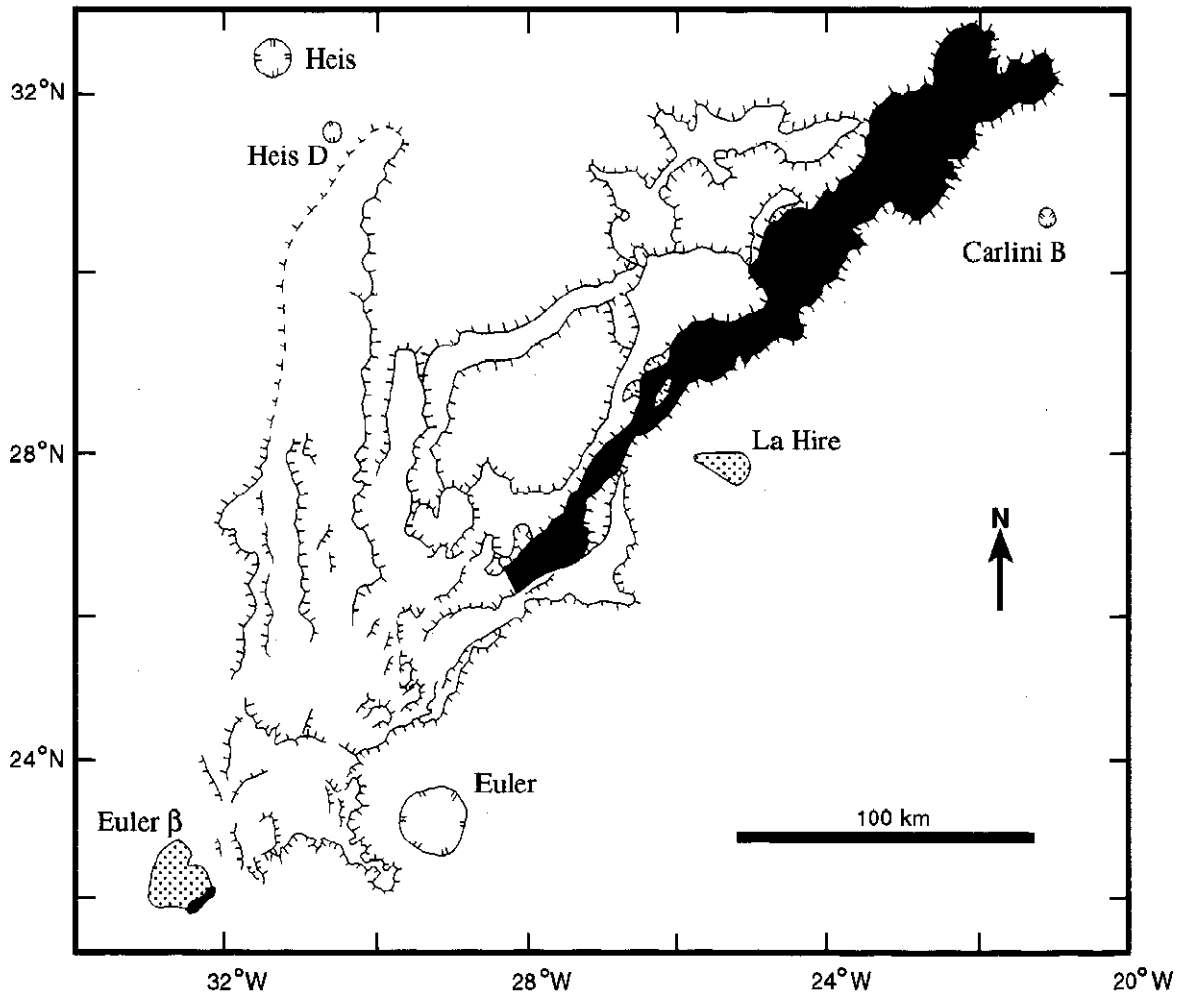 Heis
32°N
Heis D
Carlini B
28°N
La Hire
N
24°N
Euler
Euler β
100 km
32°W
28°W
24°W
20°W